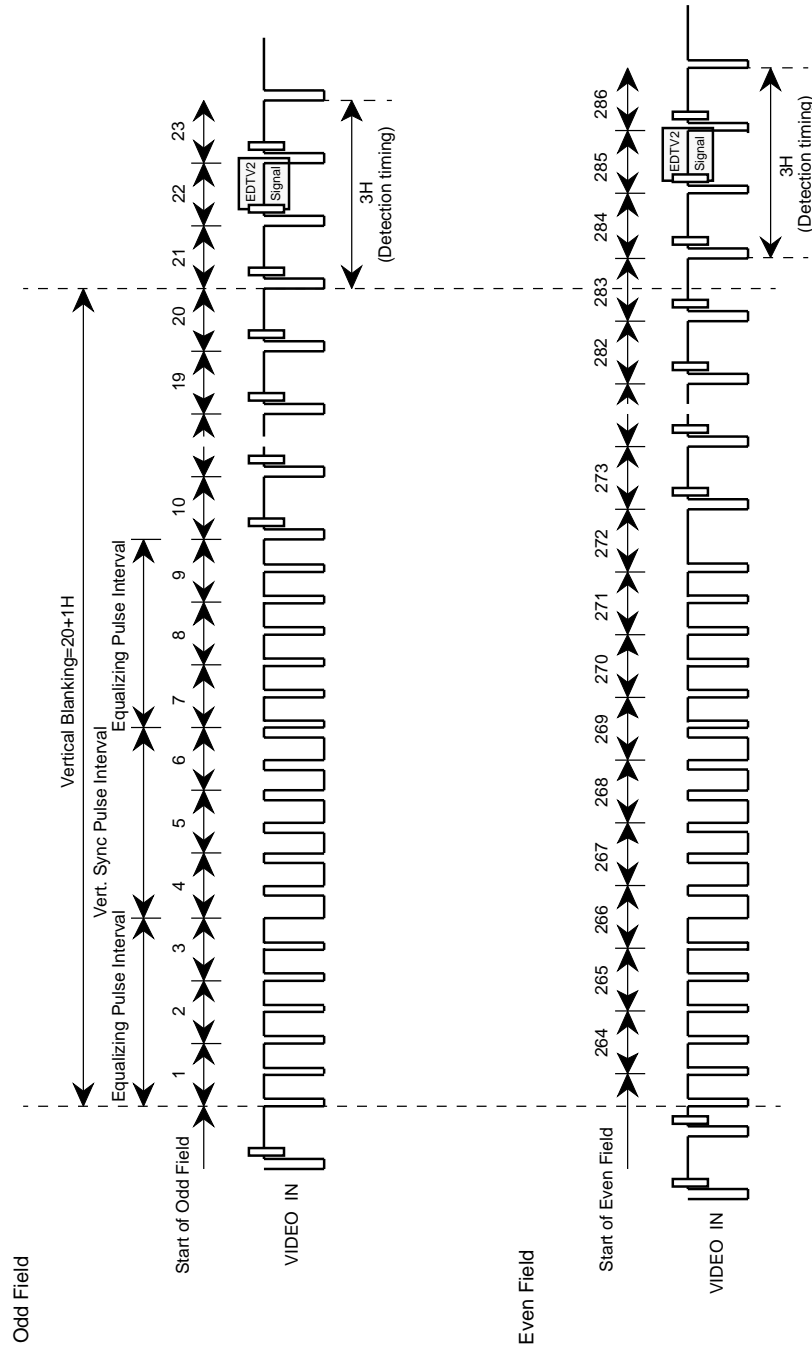 Odd Field
Vertical Blanking=20+1H
Equalizing Pulse Interval
Vert. Sync Pulse Interval
Equalizing Pulse Interval
Start of Odd Field
1 2 3 4 5 6 7 8 9 10 19 20 21 22 23
VIDEO IN
EDTV2
Signal
3H
(Detection timing)
Even Field
Start of Even Field
264 265 266 267 268 269 270 271 272 273 282 283 284 285 286
VIDEO IN
EDTV2
Signal
3H
(Detection timing)